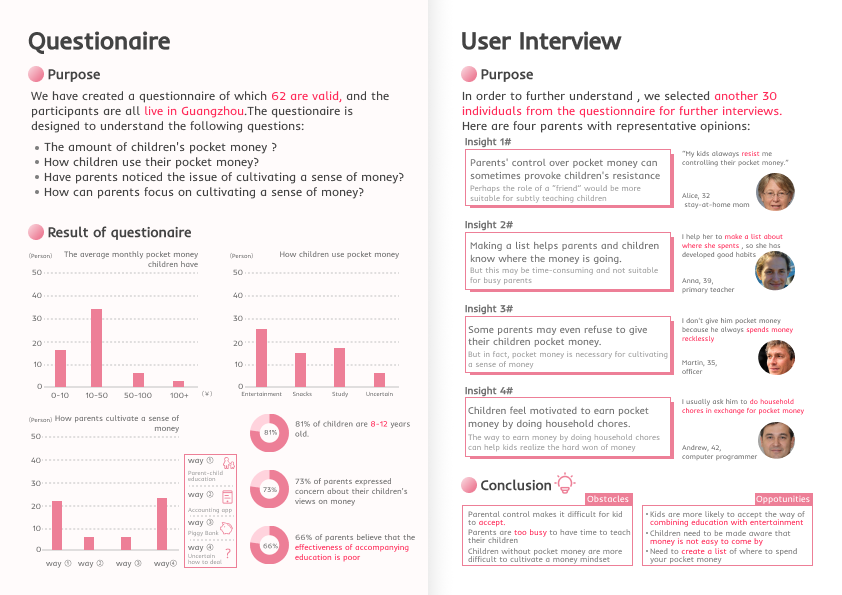 Questionaire
Purpose
We have created a questionnaire of which 62 are valid, and the
participants are all live in Guangzhou.The questionaire is
designed to understand the following questions:
• The amount of children's pocket money ?
• How children use their pocket money?
• Have parents noticed the issue of cultivating a sense of money?
• How can parents focus on cultivating a sense of money?
Result of questionaire
(Person)
The average monthly pocket money
children have
50
40
30
20
10
0
0-10
10-50
50-100
100+
(¥)
(Person)
How children use pocket money
50
40
30
20
10
0
Entertainment
Snacks
Study
Uncertain
(Person)
How parents cultivate a sense of
money
50
40
30
20
10
0
way ①
way ②
way ③
way④
way ①
Parent-child
education
way ②
Accounting app
way ③
Piggy Bank
way ④
Uncertain
how to deal
?
81%
81% of children are 8-12 years
old.
73%
73% of parents expressed
concern about their children's
views on money
66%
66% of parents believe that the
effectiveness of accompanying
education is poor
User Interview
Purpose
In order to further understand , we selected another 30
individuals from the questionnaire for further interviews.
Here are four parents with representative opinions:
Insight 1#
Parents' control over pocket money can
sometimes provoke children's resistance
Perhaps the role of a "friend" would be more
suitable for subtly teaching children
"My kids alaways resist me
controlling their pocket money."
Alice, 32
stay-at-home mom
Insight 2#
Making a list helps parents and children
know where the money is going.
But this may be time-consuming and not suitable
for busy parents
I help her to make a list about
where she spents , so she has
developed good habits
Anna, 39,
primary teacher
Insight 3#
Some parents may even refuse to give
their children pocket money.
But in fact, pocket money is necessary for cultivating
a sense of money
I don't give him pocket money
because he always spends money
recklessly
Martin, 35,
officer
Insight 4#
Children feel motivated to earn pocket
money by doing household chores.
The way to earn money by doing household chores
can help kids realize the hard won of money
I usually ask him to do household
chores in exchange for pocket money
Andrew, 42,
computer programmer
Conclusion
Obstacles
Parental control makes it difficult for kid
to accept.
Parents are too busy to have time to teach
their children
Children without pocket money are more
difficult to cultivate a money mindset
Oppotunities
• Kids are more likely to accept the way of
combining education with entertainment
• Children need to be made aware that
money is not easy to come by
• Need to create a list of where to spend
your pocket money